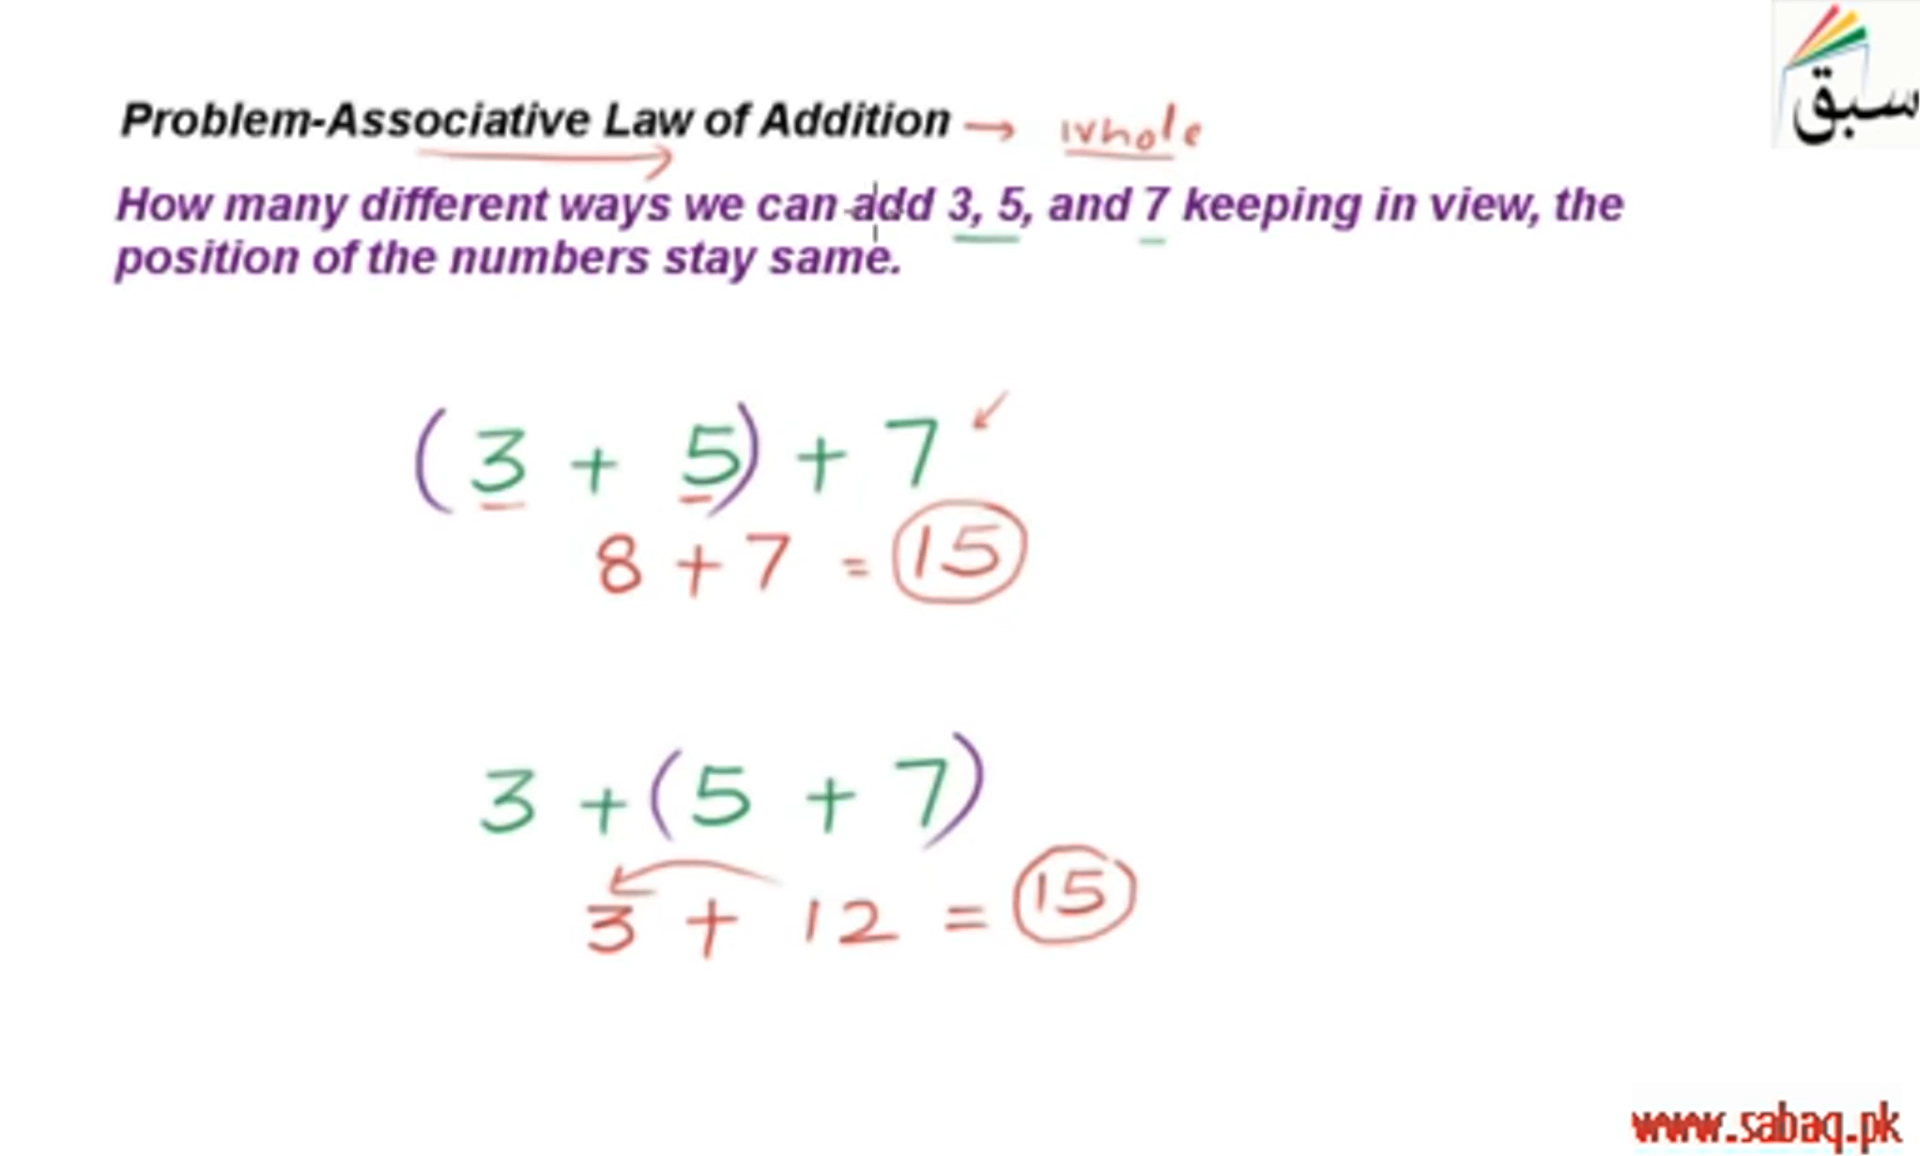 سبق
Problem-Associative Law of Addition → whole
How many different ways we can add 3, 5, and 7 keeping in view, the
position of the numbers stay same.
(3 + 5) + 7
8 + 7 = 15
3 + (5 + 7)
3 + 12 = 15
www.sabaq.pk